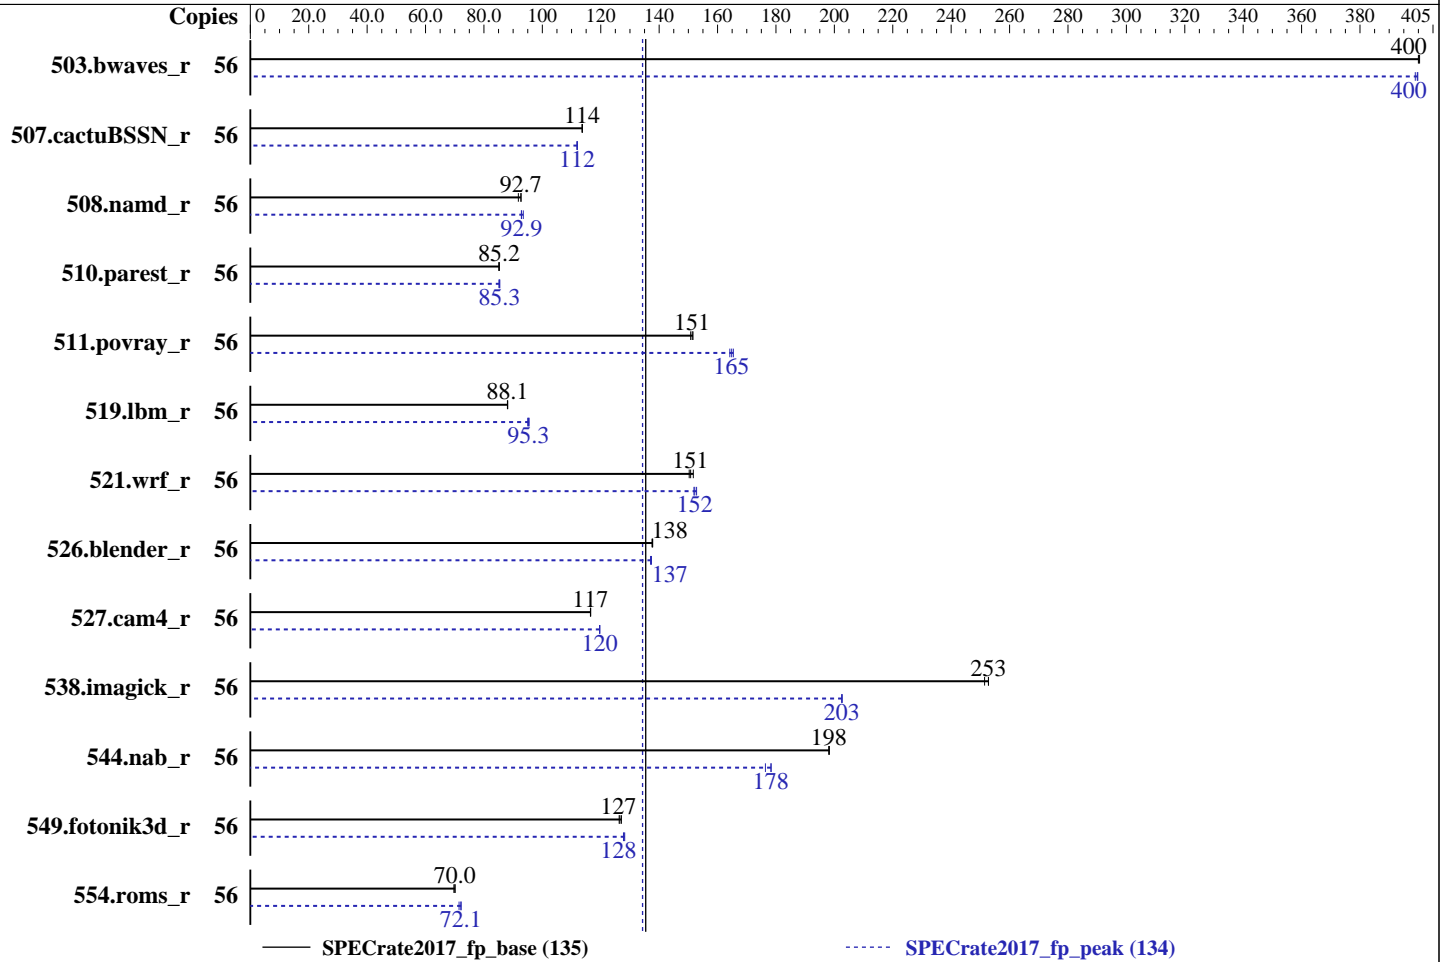 Copies 0 20.0 40.0 60.0 80.0 100 120 140 160 180 200 220 240 260 280 300 320 340 360 380 405
400
503.bwaves_r 56
400
114
507.cactuBSSN_r 56
112
92.7
508.namd_r 56
92.9
85.2
510.parest_r 56
85.3
151
511.povray_r 56
165
88.1
519.lbm_r 56
95.3
151
521.wrf_r 56
152
138
526.blender_r 56
137
117
527.cam4_r 56
120
253
538.imagick_r 56
203
198
544.nab_r 56
178
127
549.fotonik3d_r 56
128
70.0
554.roms_r 56
72.1
SPECrate2017_fp_base (135) SPECrate2017_fp_peak (134)